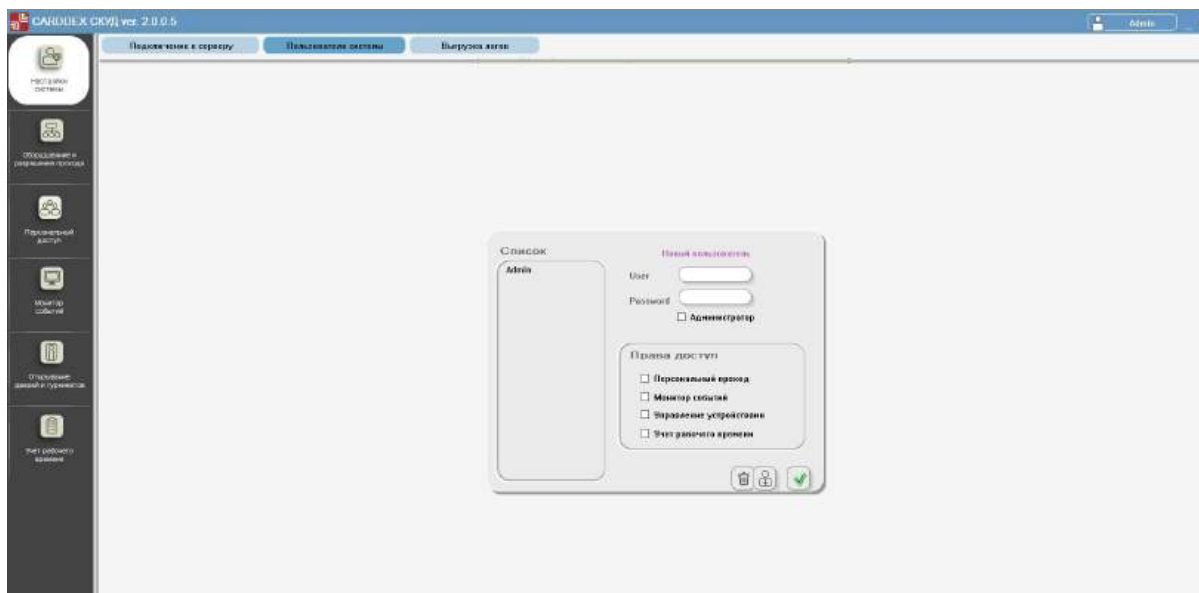 CARDDEX СКУД ver. 2.0.0.5
Admin
Подключение к серверу
Пользователи системы
Выгрузка логов
Настройки
системы
Оборудование и
разрешения прохода
Персональный
доступ
Монитор
событий
Открывание
дверей и турникетов
Учет рабочего
времени
Список
Admin
Новый пользователь
User
Password
Администратор
Права доступ
Персональный проход
Монитор событий
Управление устройствами
Учет рабочего времени